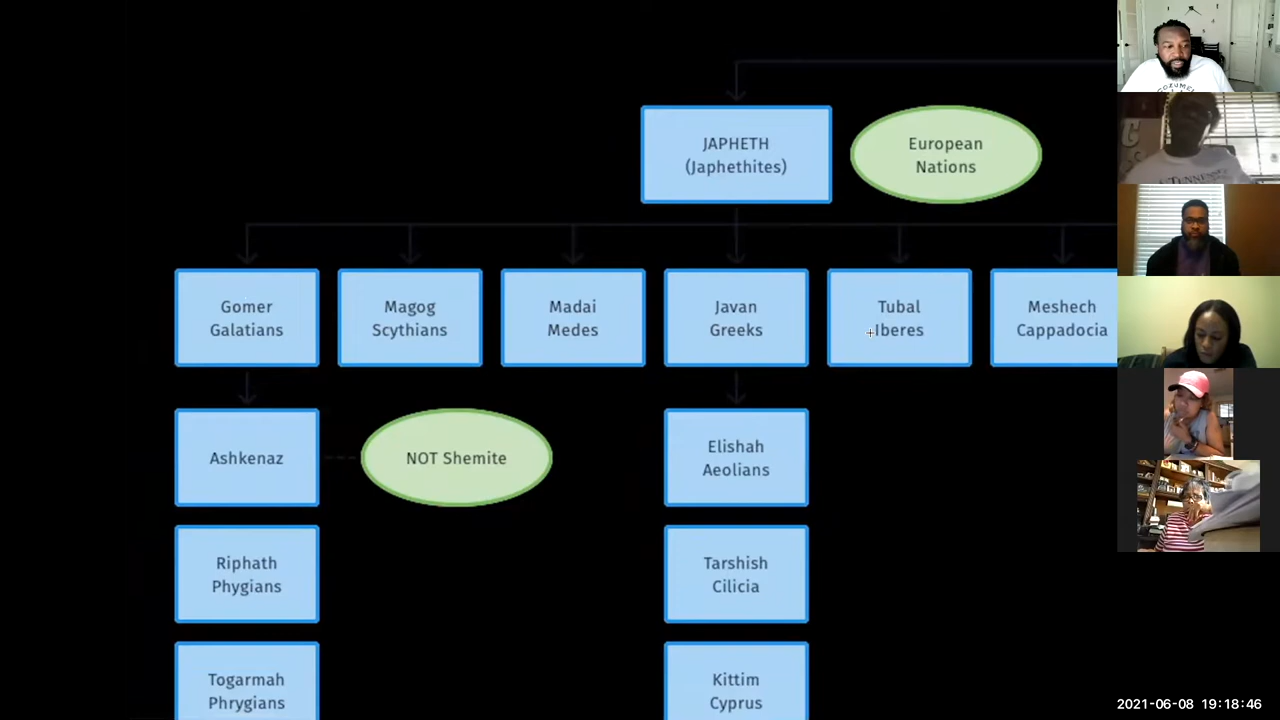 JAPHETH
(Japhethites)
European
Nations
Gomer
Galatians
Magog
Scythians
Madai
Medes
Javan
Greeks
Tubal
Iberes
Meshech
Cappadocia
Ashkenaz
NOT Shemite
Elishah
Aeolians
Riphath
Phygians
Tarshish
Cilicia
Togarmah
Phrygians
Kittim
Cyprus
TENNESSEE
2021-06-08 19:18:46